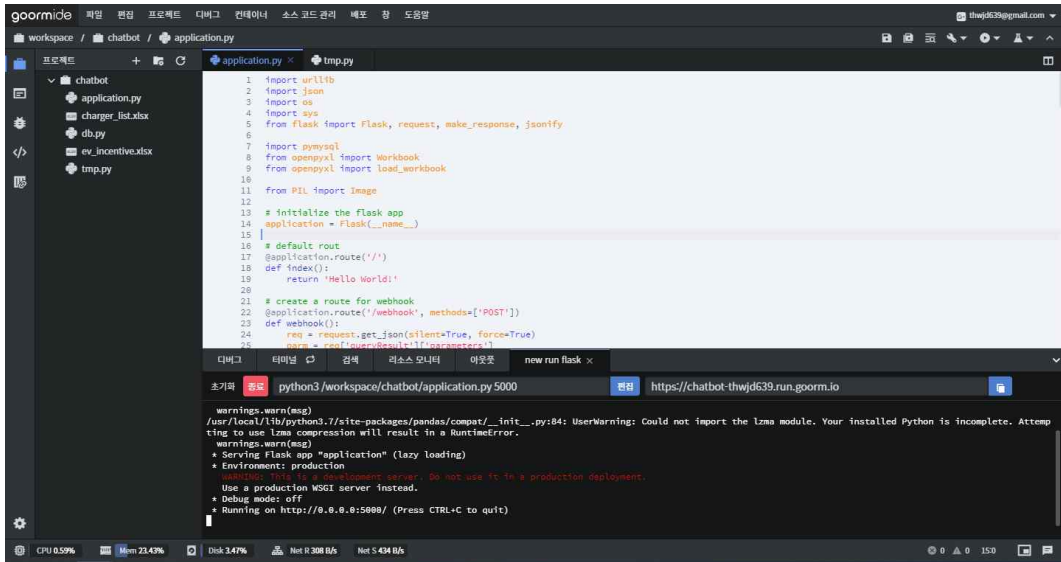 goormide 파일 편집 프로젝트 디버그 컨테이너 소스 코드 관리 배포 창 도움말 thwjd639@gmail.com
workspace / chatbot / application.py
프로젝트
chatbot
application.py
charger_list.xlsx
db.py
ev_incentive.xlsx
tmp.py
application.py × tmp.py
1 import urllib
2 import json
3 import os
4 import sys
5 from flask import Flask, request, make_response, jsonify
6
7 import pymysql
8 from openpyxl import Workbook
9 from openpyxl import load_workbook
10
11 from PIL import Image
12
13 # initialize the flask app
14 application = Flask(__name__)
15
16 # default rout
17 @application.route('/')
18 def index():
19 return 'Hello World!'
20
21 # create a route for webhook
22 @application.route('/webhook', methods=['POST'])
23 def webhook():
24 req = request.get_json(silent=True, force=True)
25 parm = req['queryResult']['parameters']
디버그 터미널 검색 리소스 모니터 아웃풋 new run flask ×
초기화 종료 python3 /workspace/chatbot/application.py 5000 편집 https://chatbot-thwjd639.run.goorm.io
warnings.warn(msg)
/usr/local/lib/python3.7/site-packages/pandas/compat/__init__.py:84: UserWarning: Could not import the lzma module. Your installed Python is incomplete. Attemp
ting to use lzma compression will result in a RuntimeError.
warnings.warn(msg)
* Serving Flask app "application" (lazy loading)
* Environment: production
WARNING: This is a development server. Do not use it in a production deployment.
Use a production WSGI server instead.
* Debug mode: off
* Running on http://0.0.0.0:5000/ (Press CTRL+C to quit)
CPU 0.59% Mem 23.43% Disk 3.47% Net R 308 B/s Net S 434 B/s 0 0 15:0